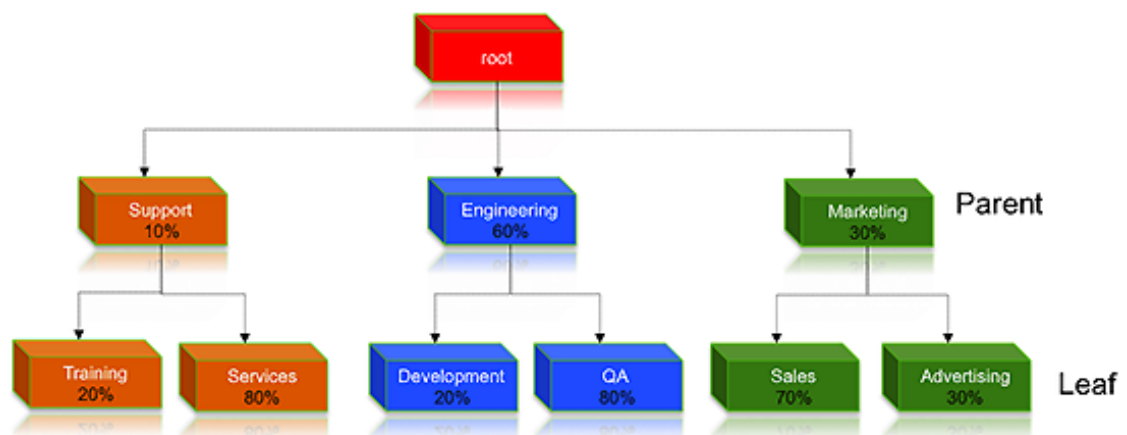 root
Support
10%
Engineering
60%
Marketing
30%
Parent
Training
20%
Services
80%
Development
20%
QA
80%
Sales
70%
Advertising
30%
Leaf